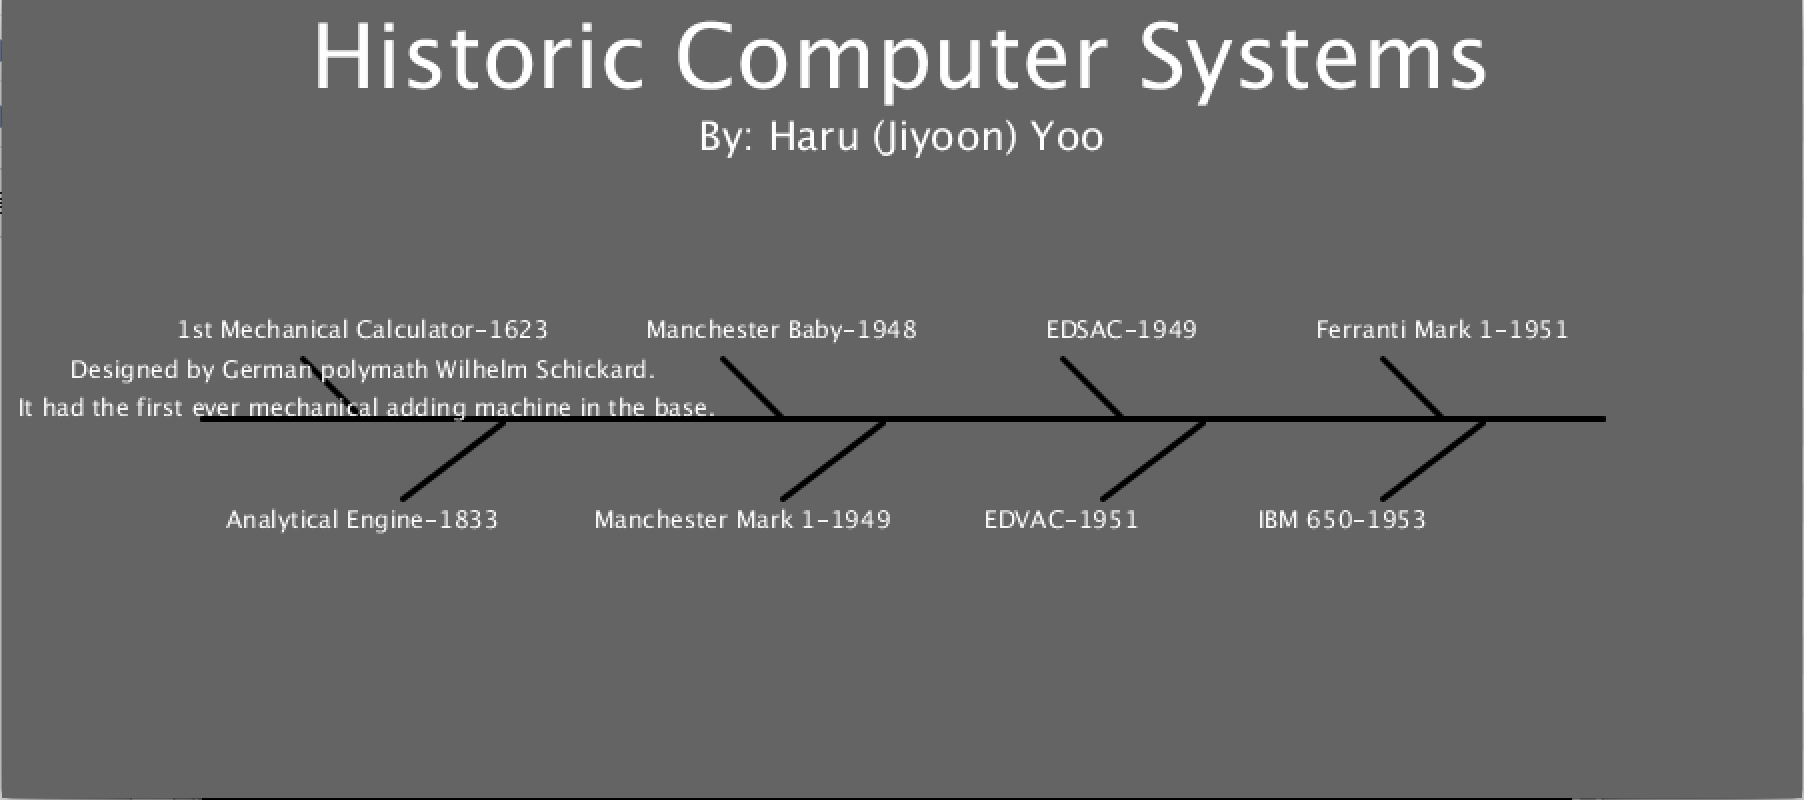 Historic Computer Systems
By: Haru (Jiyoon) Yoo
1st Mechanical Calculator-1623
Manchester Baby-1948
EDSAC-1949
Ferranti Mark 1-1951
Designed by German polymath Wilhelm Schickard.
It had the first ever mechanical adding machine in the base.
Analytical Engine-1833
Manchester Mark 1-1949
EDVAC-1951
IBM 650-1953